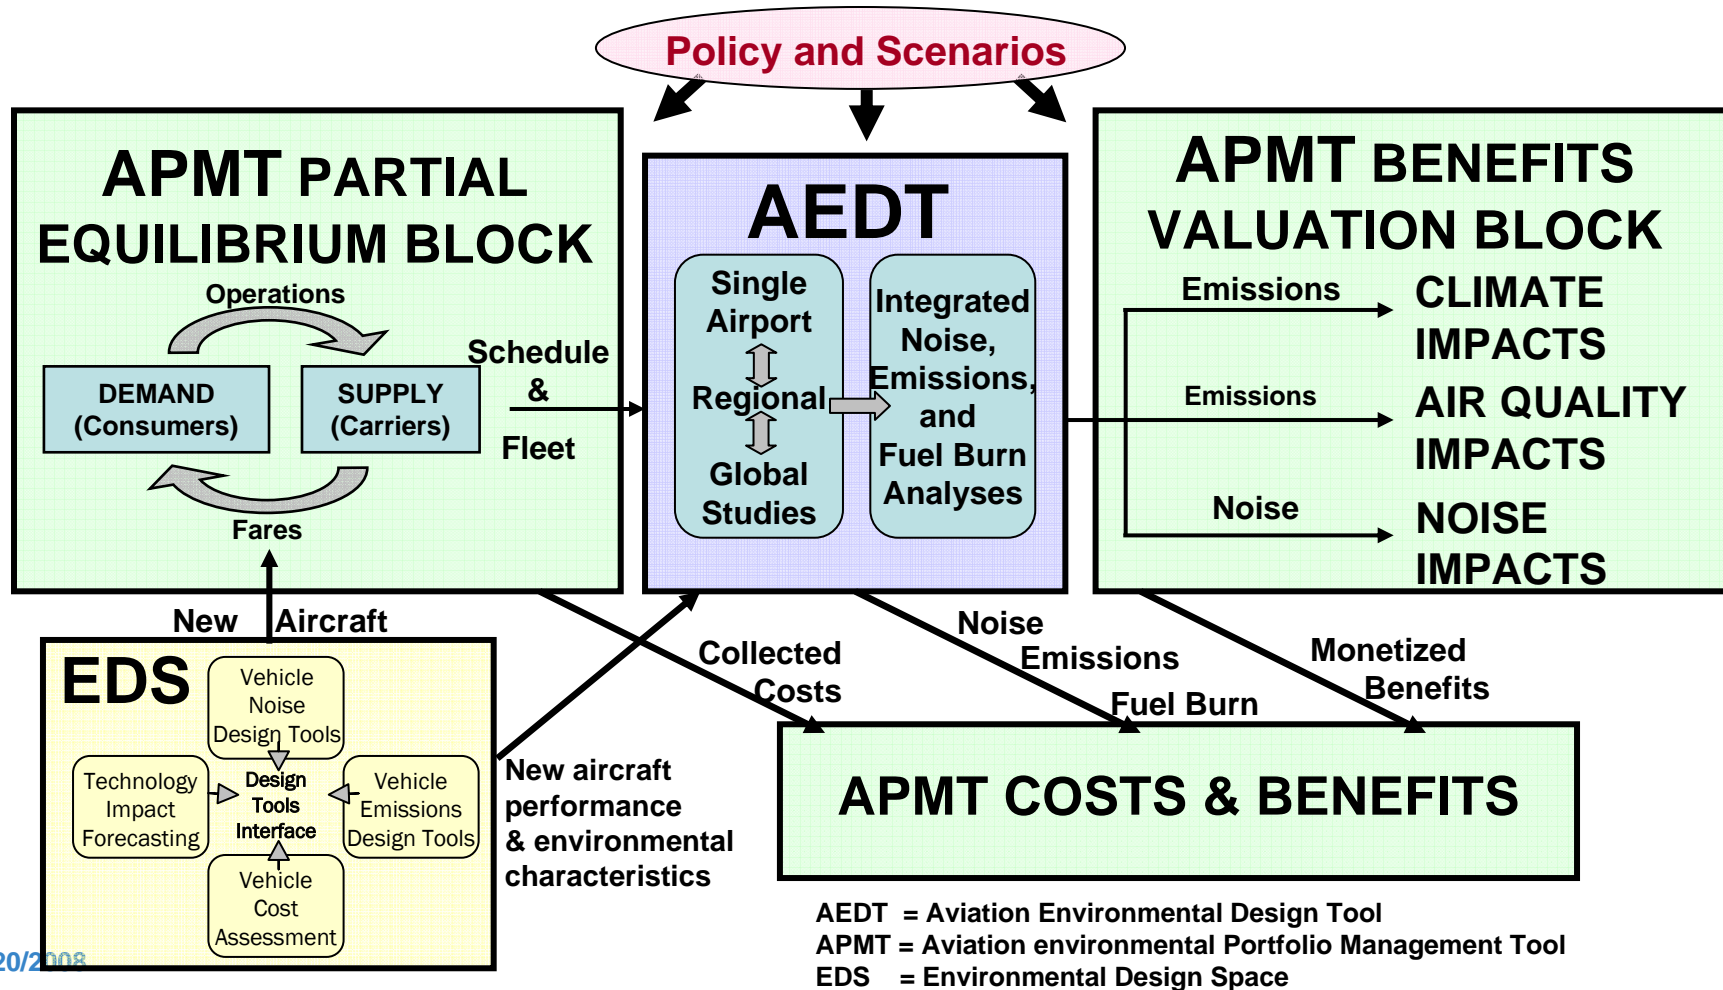 Policy and Scenarios
APMT PARTIAL
EQUILIBRIUM BLOCK
Operations
DEMAND
(Consumers)
SUPPLY
(Carriers)
Fares
Schedule
&
Fleet
AEDT
Single
Airport
Regional
Global
Studies
Integrated
Noise,
Emissions,
and
Fuel Burn
Analyses
APMT BENEFITS
VALUATION BLOCK
Emissions
CLIMATE
IMPACTS
Emissions
AIR QUALITY
IMPACTS
Noise
NOISE
IMPACTS
New Aircraft
EDS
Vehicle
Noise
Design Tools
Technology
Impact
Forecasting
Design
Tools
Interface
Vehicle
Emissions
Design Tools
Vehicle
Cost
Assessment
New aircraft
performance
& environmental
characteristics
Collected
Costs
Noise
Emissions
Fuel Burn
Monetized
Benefits
APMT COSTS & BENEFITS
AEDT = Aviation Environmental Design Tool
APMT = Aviation environmental Portfolio Management Tool
EDS = Environmental Design Space
20/2008